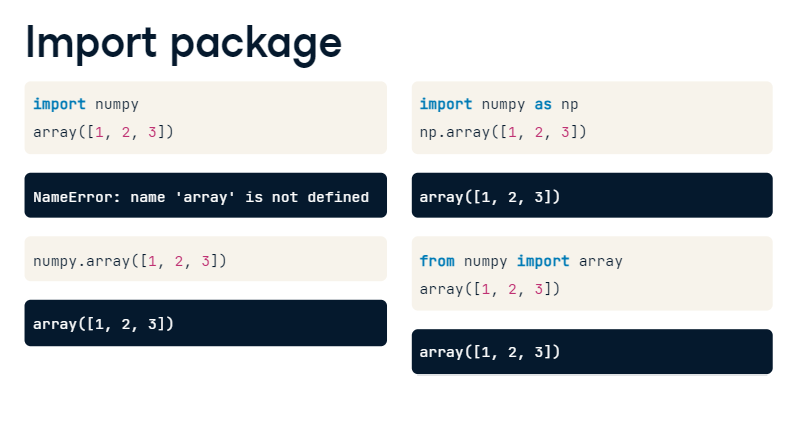 Import package
import numpy
array([1, 2, 3])
NameError: name 'array' is not defined
numpy.array([1, 2, 3])
array([1, 2, 3])
import numpy as np
np.array([1, 2, 3])
array([1, 2, 3])
from numpy import array
array([1, 2, 3])
array([1, 2, 3])